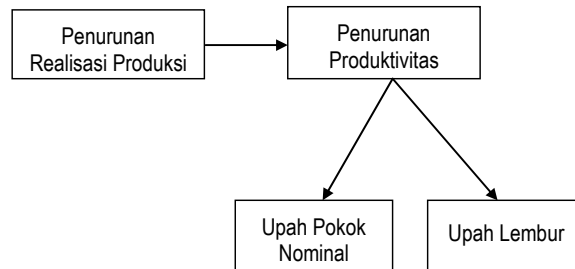 Penurunan
Realisasi Produksi
Penurunan
Produktivitas
Upah Pokok
Nominal
Upah Lembur